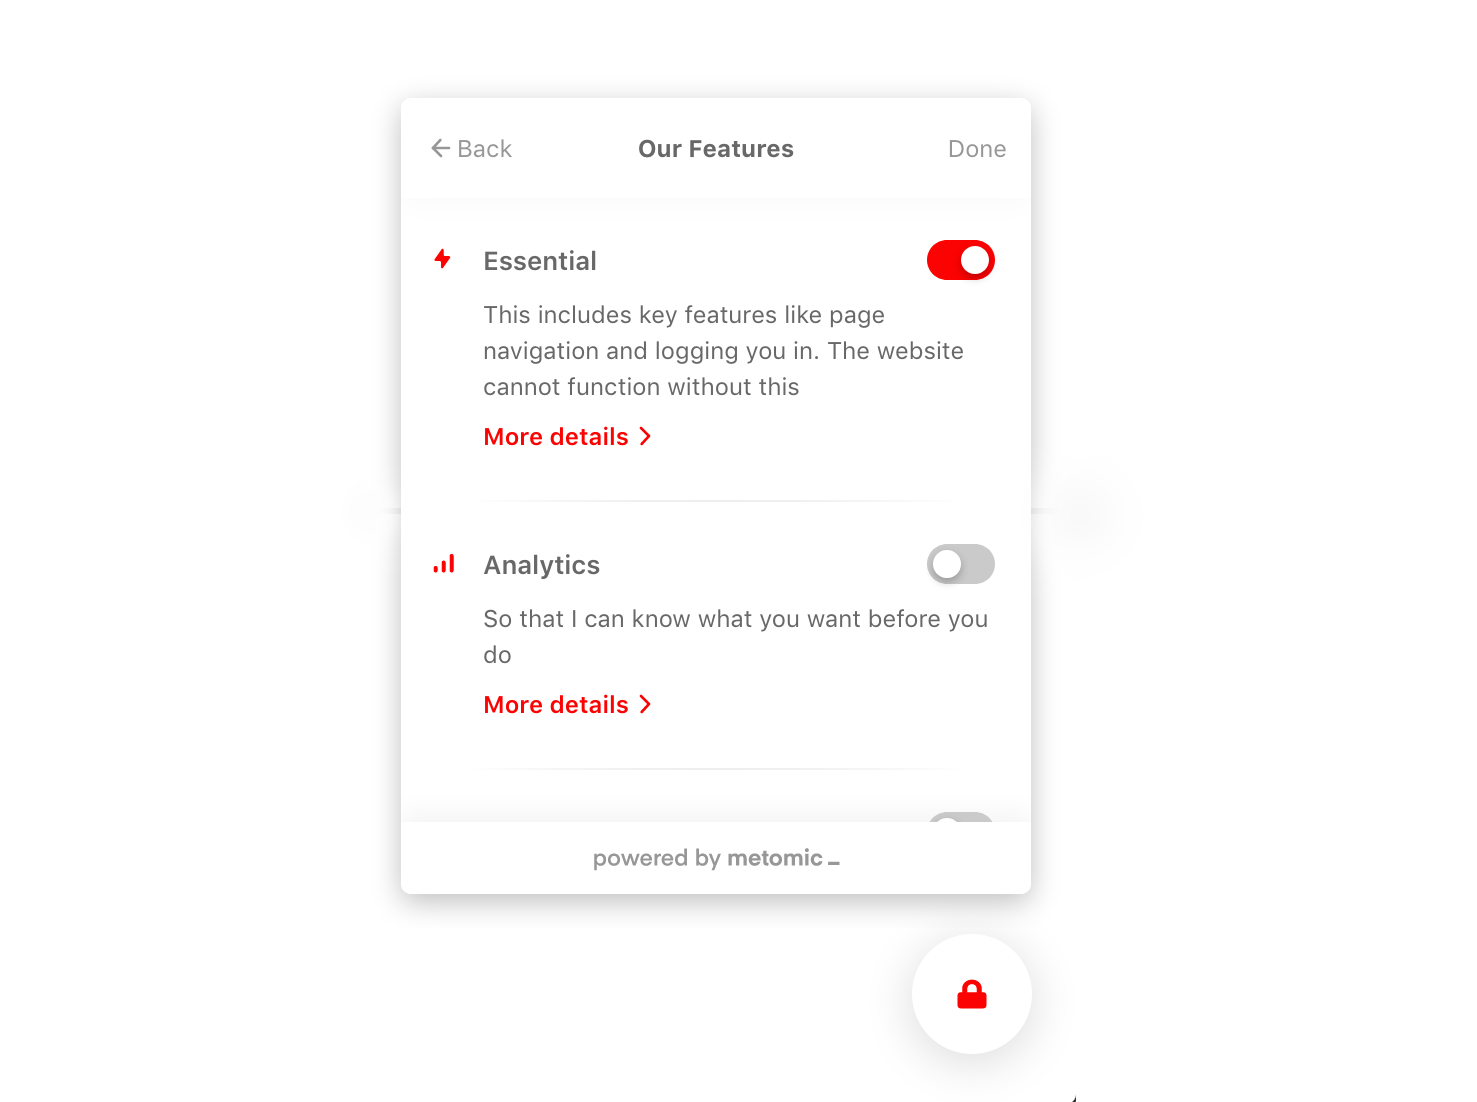 Back
Our Features
Done
Essential
This includes key features like page
navigation and logging you in. The website
cannot function without this
More details
Analytics
So that I can know what you want before you
do
More details
powered by metomic